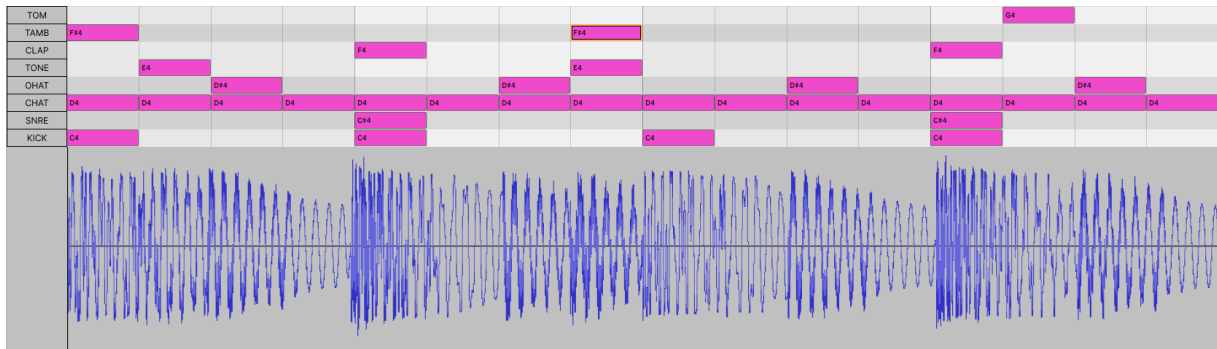 TOM G4
TAMB F#4 F#4
CLAP F4 F4
TONE E4 E4
OHAT D#4 D#4 D#4 D#4
CHAT D4 D4 D4 D4 D4 D4 D4 D4 D4 D4 D4 D4 D4 D4 D4 D4
SNRE C#4 C#4
KICK C4 C4 C4 C4